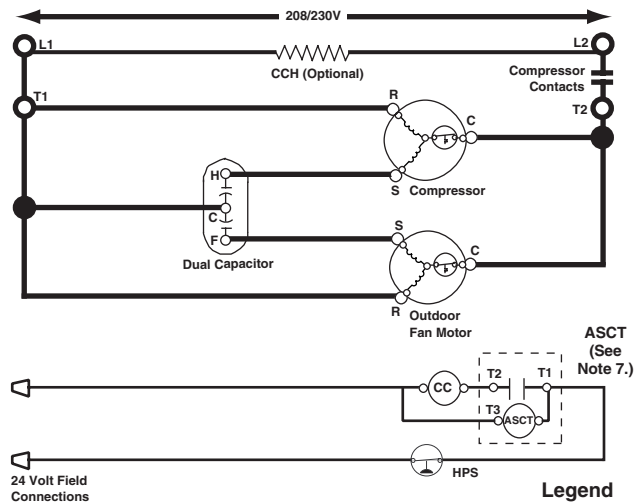 208/230V
L1
L2
CCH (Optional)
Compressor
Contacts
T1
T2
R
C
S
Compressor
H
C
F
Dual Capacitor
S
C
R
Outdoor
Fan Motor
ASCT
(See
Note 7.)
CC
T2
T1
T3
ASCT
HPS
24 Volt Field
Connections
Legend